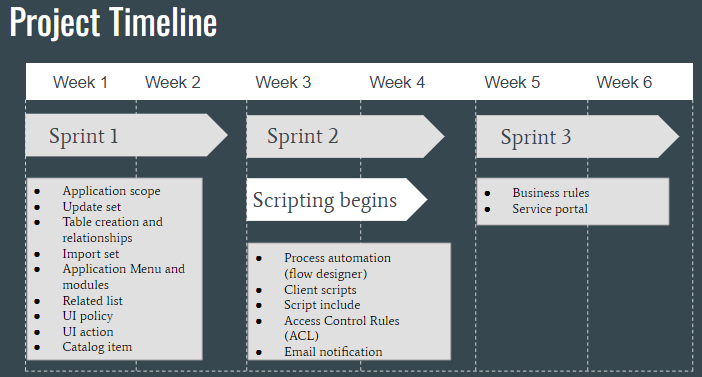 Project Timeline
Week 1 Week 2 Week 3 Week 4 Week 5 Week 6
Sprint 1
Sprint 2
Sprint 3
Scripting begins
● Application scope
● Update set
● Table creation and
relationships
● Import set
● Application Menu and
modules
● Related list
● UI policy
● UI action
● Catalog item
● Process automation
(flow designer)
● Client scripts
● Script include
● Access Control Rules
(ACL)
● Email notification
● Business rules
● Service portal